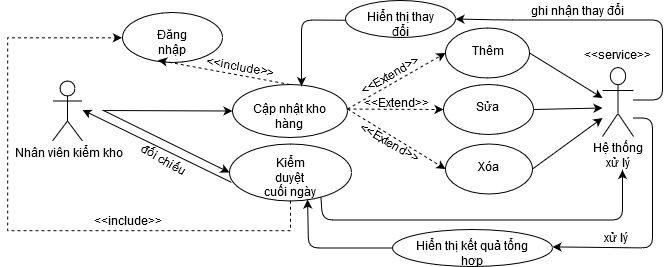 Hiển thị thay
đổi
ghi nhận thay đổi
Đăng
nhập
Thêm
<<service>>
<<include>>
<<Extend>>
Cập nhật kho
hàng
<<Extend>>
Sửa
Nhân viên kiểm kho
đối chiếu
<<Extend>>
Hệ thống
xử lý
Kiểm
duyệt
cuối ngày
Xóa
<<include>>
xử lý
Hiển thị kết quả tổng
hợp